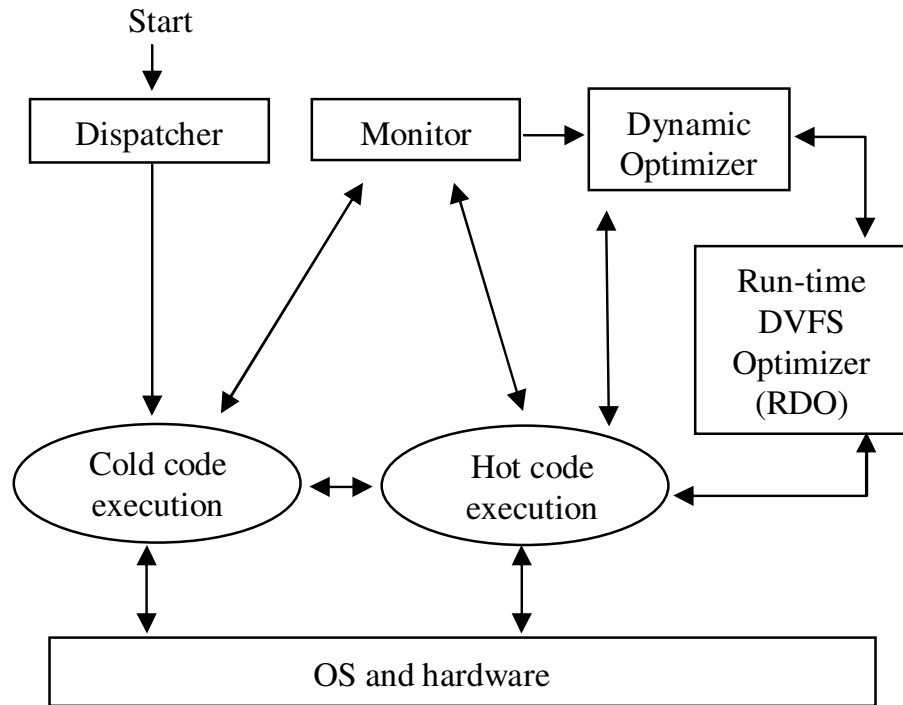 Start
Dispatcher
Monitor
Dynamic
Optimizer
Run-time
DVFS
Optimizer
(RDO)
Cold code
execution
Hot code
execution
OS and hardware